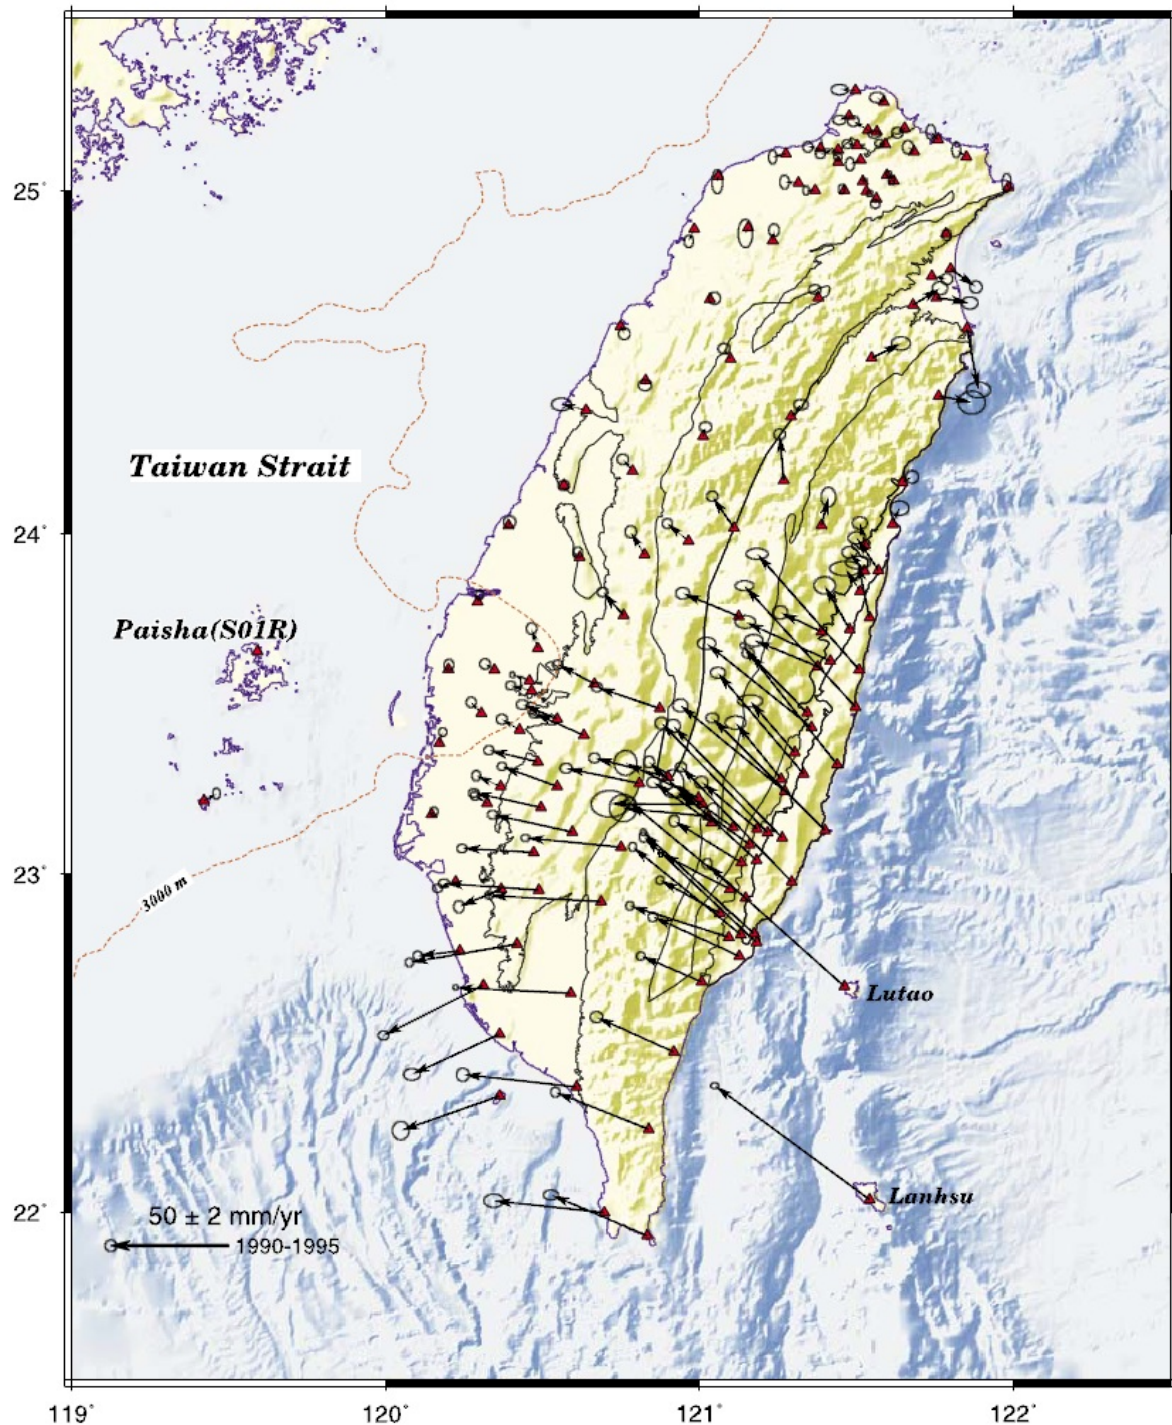 25°
Taiwan Strait
24°
Paisha(S01R)
3000 m
23°
Lutao
Lanhsu
22°
50 ± 2 mm/yr
1990-1995
119°
120°
121°
122°